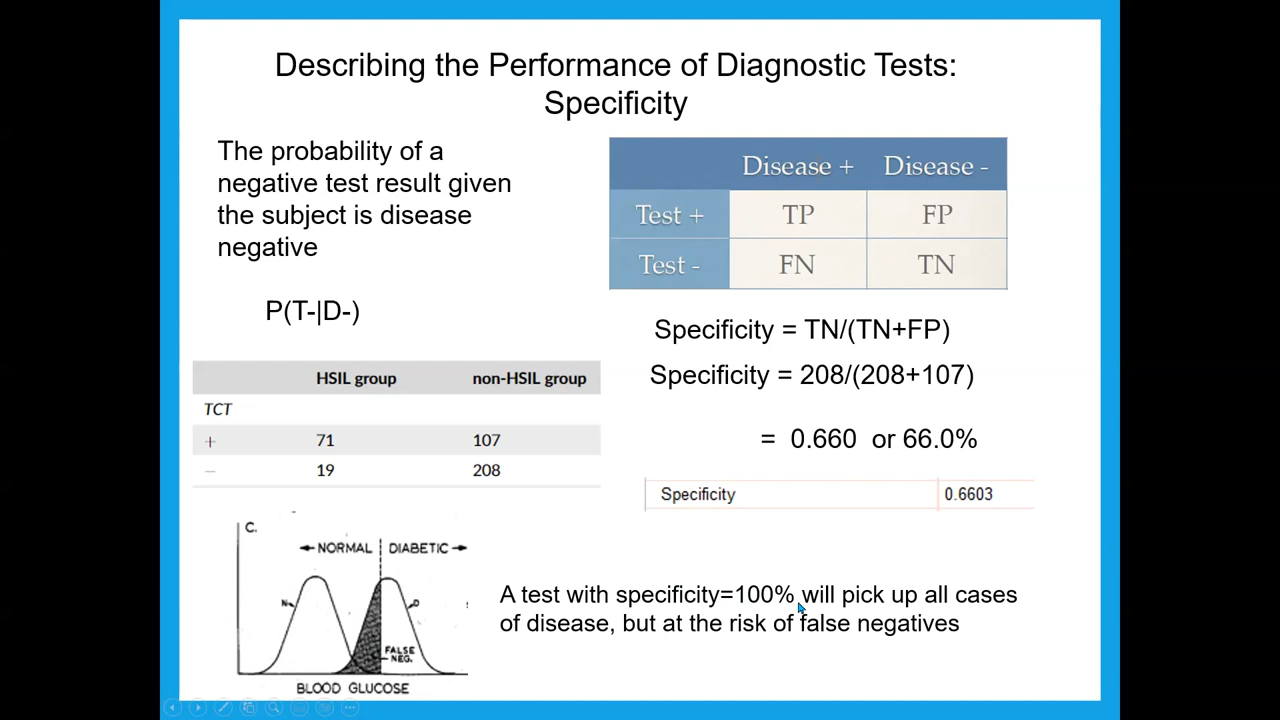 Describing the Performance of Diagnostic Tests:
Specificity
The probability of a
negative test result given
the subject is disease
negative
P(T-|D-)
Disease + Disease -
Test + TP FP
Test - FN TN
Specificity = TN/(TN+FP)
Specificity = 208/(208+107)
= 0.660 or 66.0%
Specificity 0.6603
HSIL group non-HSIL group
TCT
+ 71 107
− 19 208
C.
NORMAL DIABETIC
N D
FALSE
NEG.
BLOOD GLUCOSE
A test with specificity=100% will pick up all cases
of disease, but at the risk of false negatives